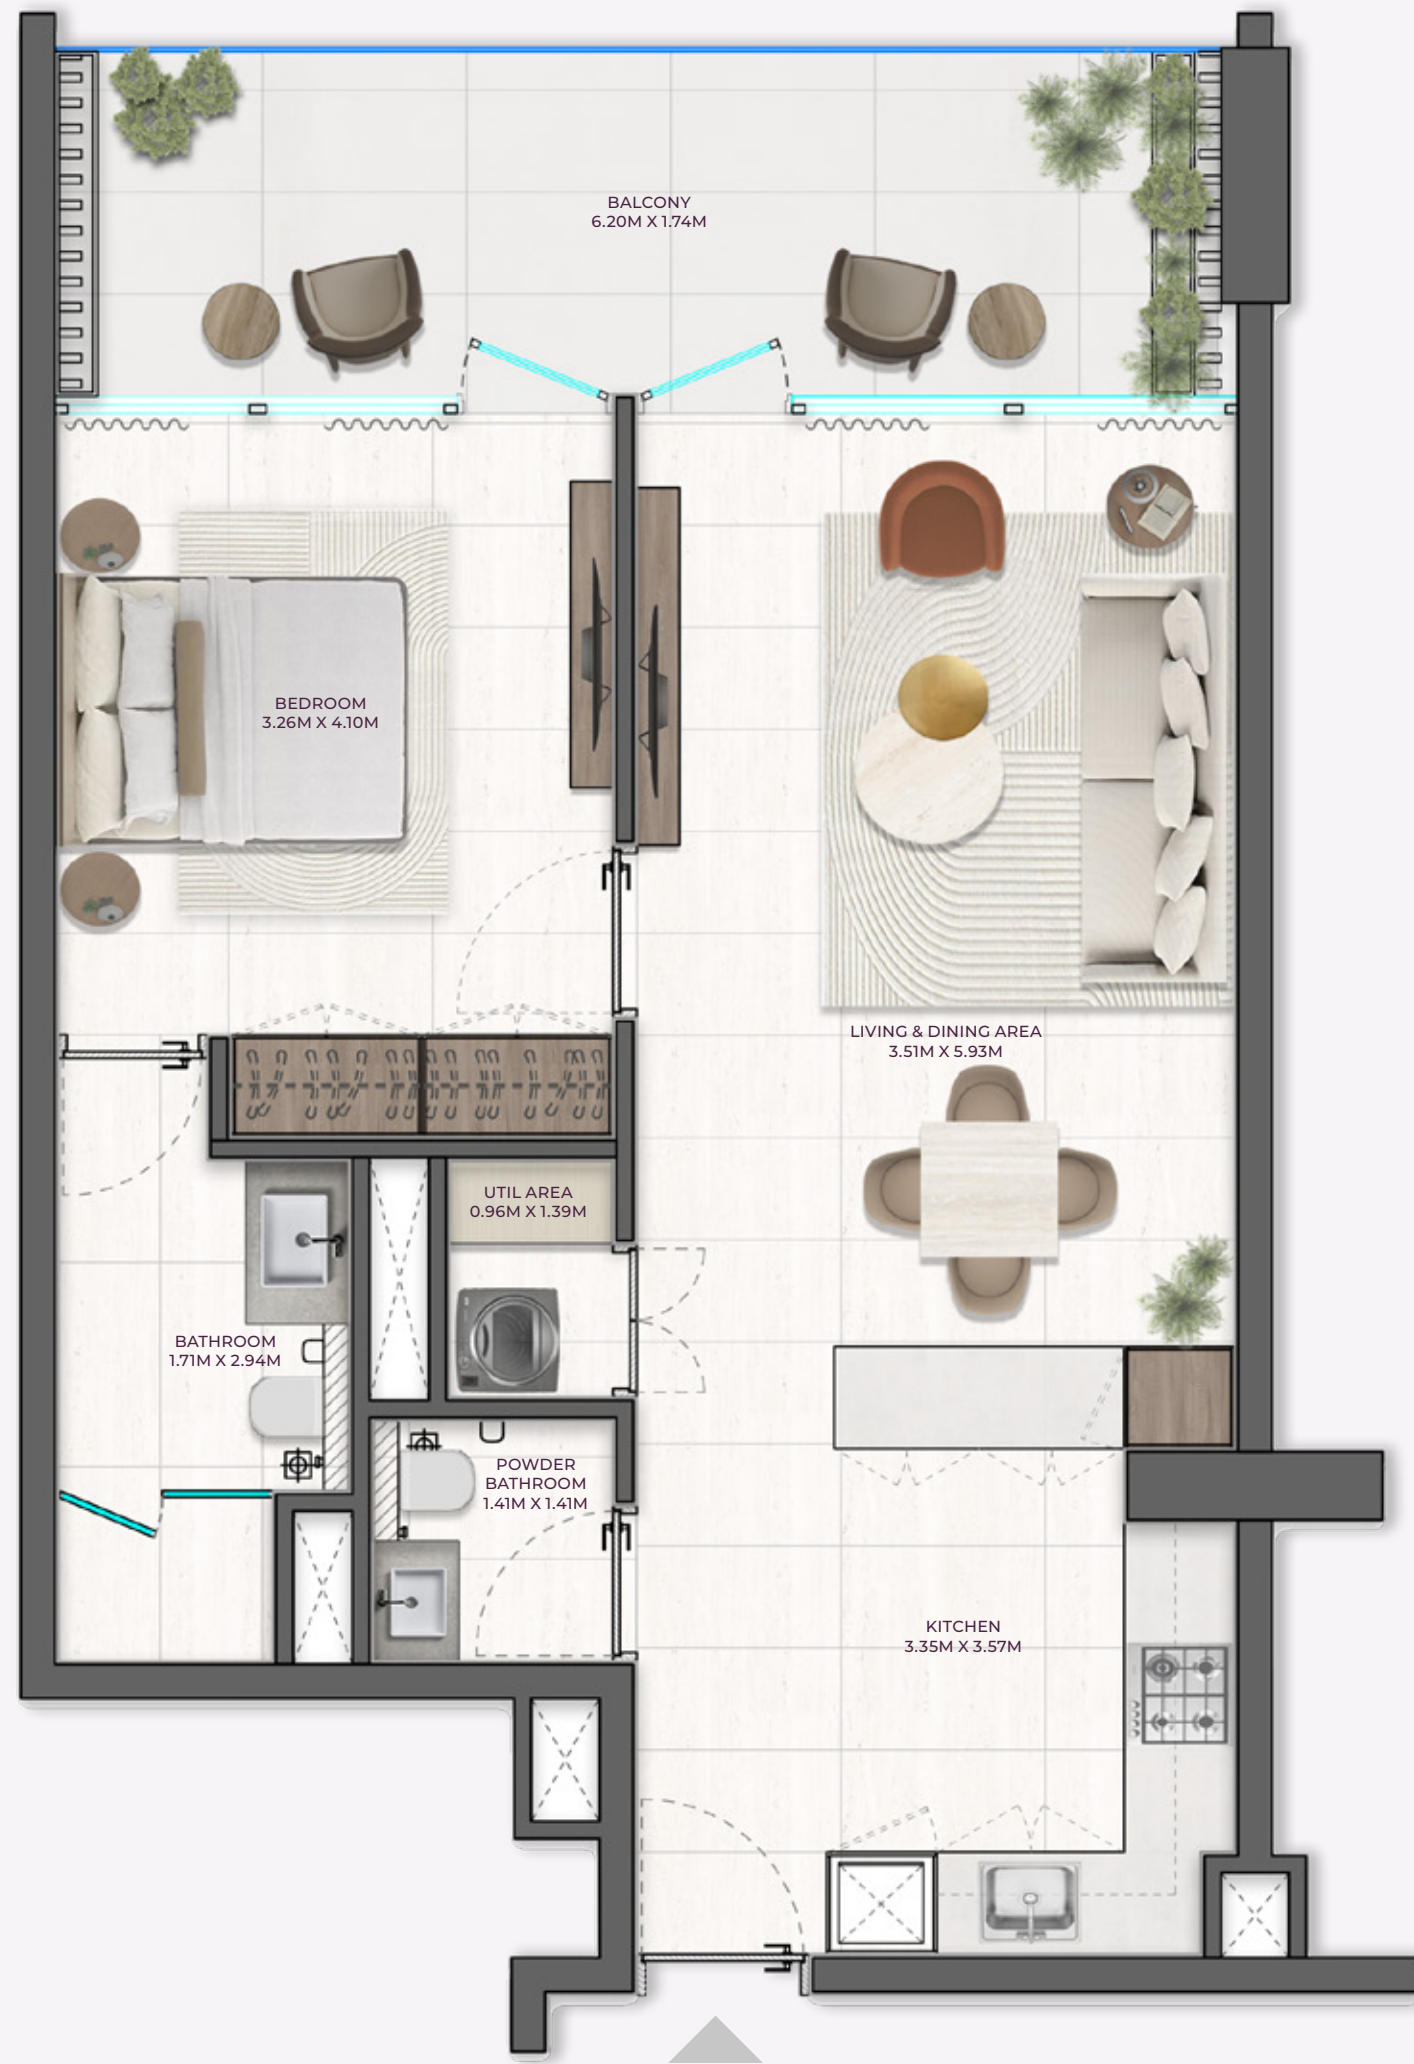 BALCONY
6.20M X 1.74M
BEDROOM
3.26M X 4.10M
LIVING & DINING AREA
3.51M X 5.93M
UTIL AREA
0.96M X 1.39M
BATHROOM
1.71M X 2.94M
POWDER
BATHROOM
1.41M X 1.41M
KITCHEN
3.35M X 3.57M